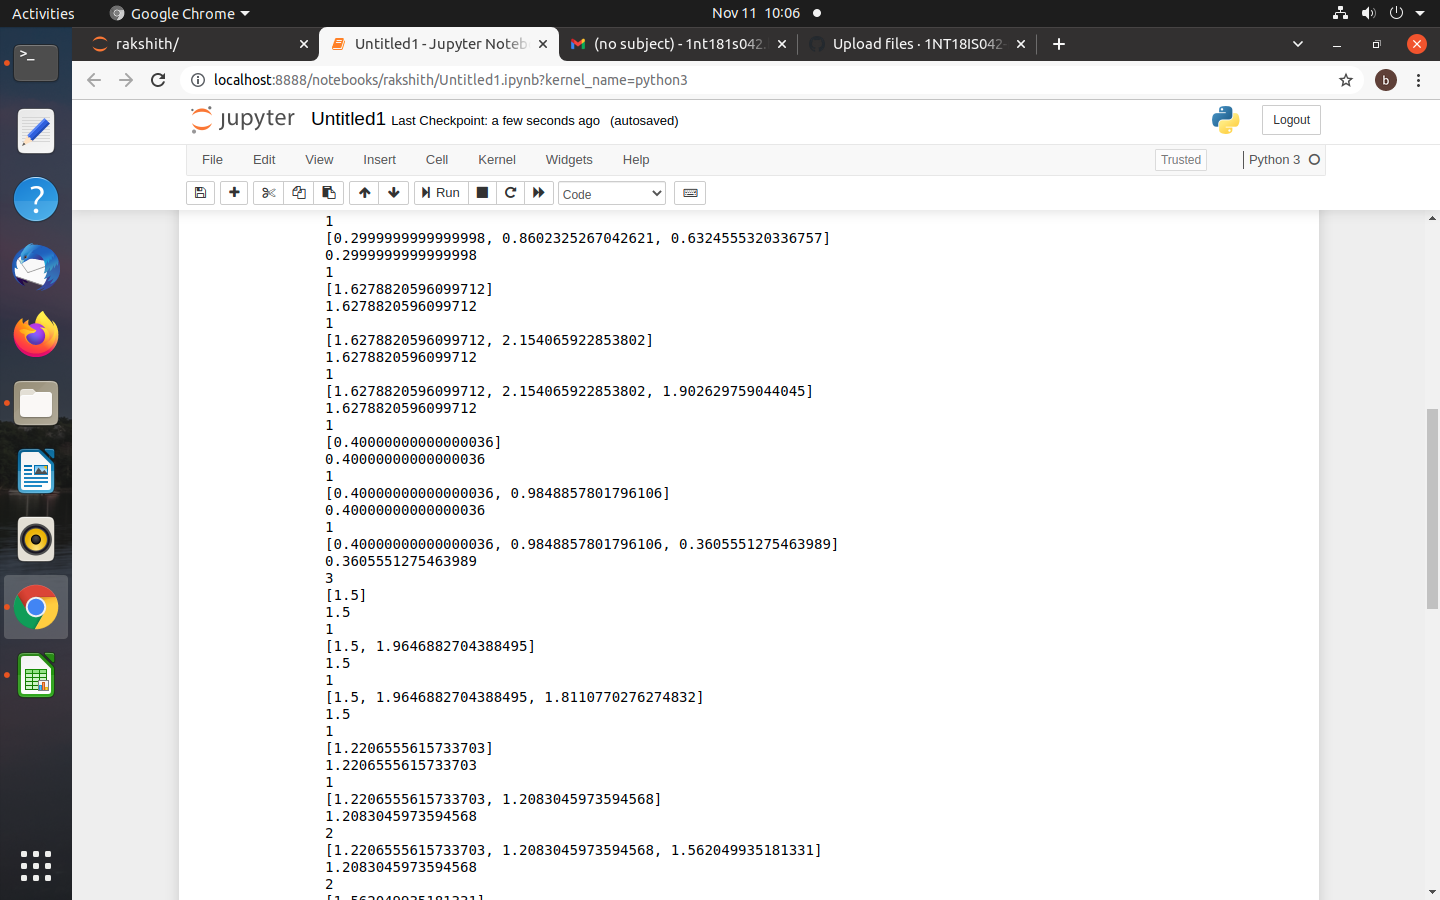 Activities
Google Chrome
Nov 11 10:06
rakshith/
Untitled1 - Jupyter Noteb
(no subject) - 1nt181s042
Upload files · 1NT18IS042
localhost:8888/notebooks/rakshith/Untitled1.ipynb?kernel_name=python3
b
jupyter
Untitled1 Last Checkpoint: a few seconds ago (autosaved)
Logout
File Edit View Insert Cell Kernel Widgets Help
Trusted
Python 3
Run
Code
1
[0.2999999999999998, 0.8602325267042621, 0.6324555320336757]
0.2999999999999998
1
[1.6278820596099712]
1.6278820596099712
1
[1.6278820596099712, 2.154065922853802]
1.6278820596099712
1
[1.6278820596099712, 2.154065922853802, 1.902629759044045]
1.6278820596099712
1
[0.40000000000000036]
0.40000000000000036
1
[0.40000000000000036, 0.9848857801796106]
0.40000000000000036
1
[0.40000000000000036, 0.9848857801796106, 0.3605551275463989]
0.3605551275463989
3
[1.5]
1.5
1
[1.5, 1.9646882704388495]
1.5
1
[1.5, 1.9646882704388495, 1.8110770276274832]
1.5
1
[1.2206555615733703]
1.2206555615733703
1
[1.2206555615733703, 1.2083045973594568]
1.2083045973594568
2
[1.2206555615733703, 1.2083045973594568, 1.562049935181331]
1.2083045973594568
2
[1.562049935181331]